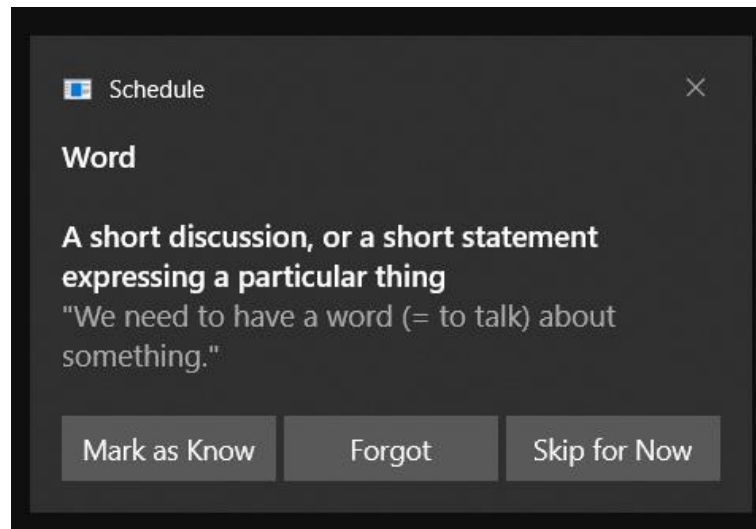 Schedule
Word
A short discussion, or a short statement
expressing a particular thing
"We need to have a word (= to talk) about
something."
Mark as Know
Forgot
Skip for Now